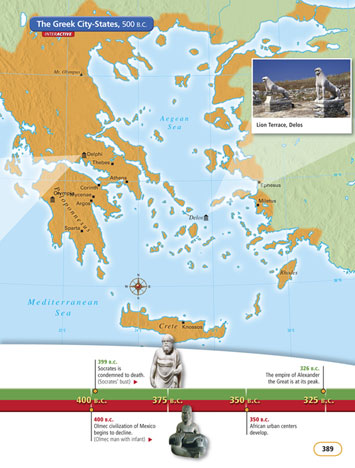 The Greek City-States, 500 B.C.
INTERACTIVE
Mt. Olympus
Aegean
Sea
Lion Terrace, Delos
Delphi
Thebes
Athens
Corinth
Olympia
Mycenae
Argos
Peloponnesus
Sparta
Delos
Ephesus
Miletus
Rhodes
Mediterranean
Sea
Crete
Knossos
399 B.C.
Socrates is
condemned to death.
(Socrates' bust)
326 B.C.
The empire of Alexander
the Great is at its peak.
400 B.C. 375 B.C. 350 B.C. 325 B.C.
400 B.C.
Olmec civilization of Mexico
begins to decline.
(Olmec man with infant)
350 B.C.
African urban centers
develop.
389